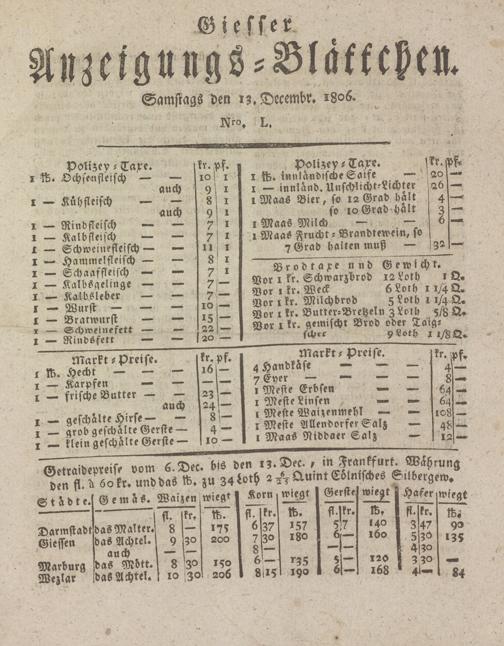 Giesser
Anzeigungs-Blättchen.
Samstags den 13. Decembr. 1806.
Nro. L.
Polizey-Taxe. kr. pf.
1 ℔. Ochsenfleisch — — 10 1
auch 9 1
1 — Kühfleisch — 8 1
auch 9 1
1 — Rindfleisch — — 7 1
1 — Kalbfleisch — — 7 1
1 — Schweinefleisch — 11 1
1 — Hammelfleisch — 8 1
1 — Schaaffleisch — 7 1
1 — Kalbsgelinge — 7 —
1 — Kalbsleber — 7 —
1 — Wurst — — 10 —
1 — Bratwurst — — 15 —
1 — Schweinefett — — 22 —
1 — Rindsfett — — 20 —
Polizey-Taxe. kr. pf.
1 ℔. innländische Saife — — 20 —
1 — innländ. Unschlicht-Lichter 26 —
1 Maas Bier, so 12 Grad hält 4 —
so 10 Grad hält 3 —
1 Maas Milch — — 6 —
1 Maas Frucht-Brandtewein, so
7 Grad halten muß — 32 —
Brodtaxe und Gewicht.
Vor 1 kr. Schwarzbrod 12 Loth 1 Q.
Vor 1 kr. Weck 6 Loth 1 1/4 Q.
Vor 1 kr. Milchbrod 5 Loth 1 1/4 Q.
Vor 1 kr. Butter-Bretzeln 3 Loth 5/8 Q.
Vor 1 kr. gemischt Brod oder Taig-
scher 9 Loth 1 1/8 Q.
Markt-Preise. kr. pf.
1 ℔. Hecht — — 16 —
1 — Karpfen — —
1 — frische Butter — — 23 —
auch 24 —
1 — geschälte Hirse — 8 —
1 — grob geschälte Gerste — 4 —
1 — klein geschälte Gerste — 10 —
Markt-Preise. kr. pf.
4 Handkäse — — 4 —
7 Eyer — — — 8 —
1 Meste Erbsen — — 64 —
1 Meste Linsen — — 64 —
1 Meste Waizenmehl — — 108 —
1 Meste Allendorfer Salz — 48 —
1 Maas Niddaer Salz — 12 —
Getraidepreise vom 6. Dec. bis den 13. Dec., in Frankfurt. Währung
den fl. à 60 kr. und das ℔. zu 34 Loth 2 Quint Cölnisches Silbergew.
Städte. Gemäs. Waizen wiegt Korn wiegt Gerste wiegt Hafer wiegt
fl. kr. ℔. fl. kr. ℔. fl. kr. ℔. fl. kr. ℔.
Darmstadt das Malter. 8 — 175 6 37 157 5 7 140 3 47 90
Giessen das Achtel. 9 30 200 7 30 180 6 — 160 5 30 135
auch — — 8 — — 4 30 —
Marburg das Mött. 8 30 150 6 — 135 5 — 120 3 30 —
Wezlar das Achtel. 10 30 206 8 15 190 6 — 168 4 — 84